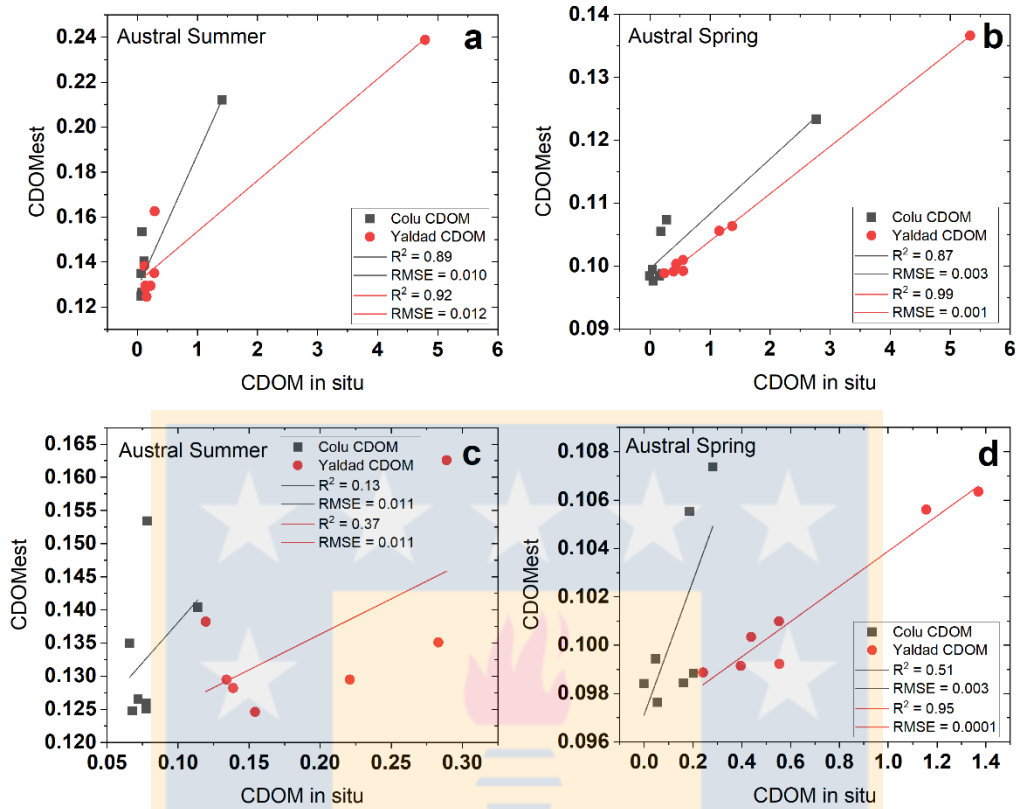 Austral Summer
a
0.24
0.22
0.20
0.18
0.16
0.14
0.12
CDOMest
Colu CDOM
Yaldad CDOM
R² = 0.89
RMSE = 0.010
R² = 0.92
RMSE = 0.012
0 1 2 3 4 5 6
CDOM in situ
Austral Spring
b
0.14
0.13
0.12
0.11
0.10
0.09
CDOMest
Colu CDOM
Yaldad CDOM
R² = 0.87
RMSE = 0.003
R² = 0.99
RMSE = 0.001
0 1 2 3 4 5 6
CDOM in situ
Austral Summer
c
0.165
0.160
0.155
0.150
0.145
0.140
0.135
0.130
0.125
0.120
CDOMest
Colu CDOM
Yaldad CDOM
R² = 0.13
RMSE = 0.011
R² = 0.37
RMSE = 0.011
0.05 0.10 0.15 0.20 0.25 0.30
CDOM in situ
Austral Spring
d
0.108
0.106
0.104
0.102
0.100
0.098
0.096
CDOMest
Colu CDOM
Yaldad CDOM
R² = 0.51
RMSE = 0.003
R² = 0.95
RMSE = 0.0001
0.0 0.2 0.4 0.6 0.8 1.0 1.2 1.4
CDOM in situ